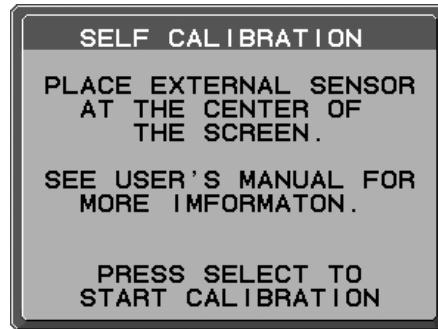 SELF CALIBRATION
PLACE EXTERNAL SENSOR
AT THE CENTER OF
THE SCREEN.
SEE USER'S MANUAL FOR
MORE IMFORMATON.
PRESS SELECT TO
START CALIBRATION